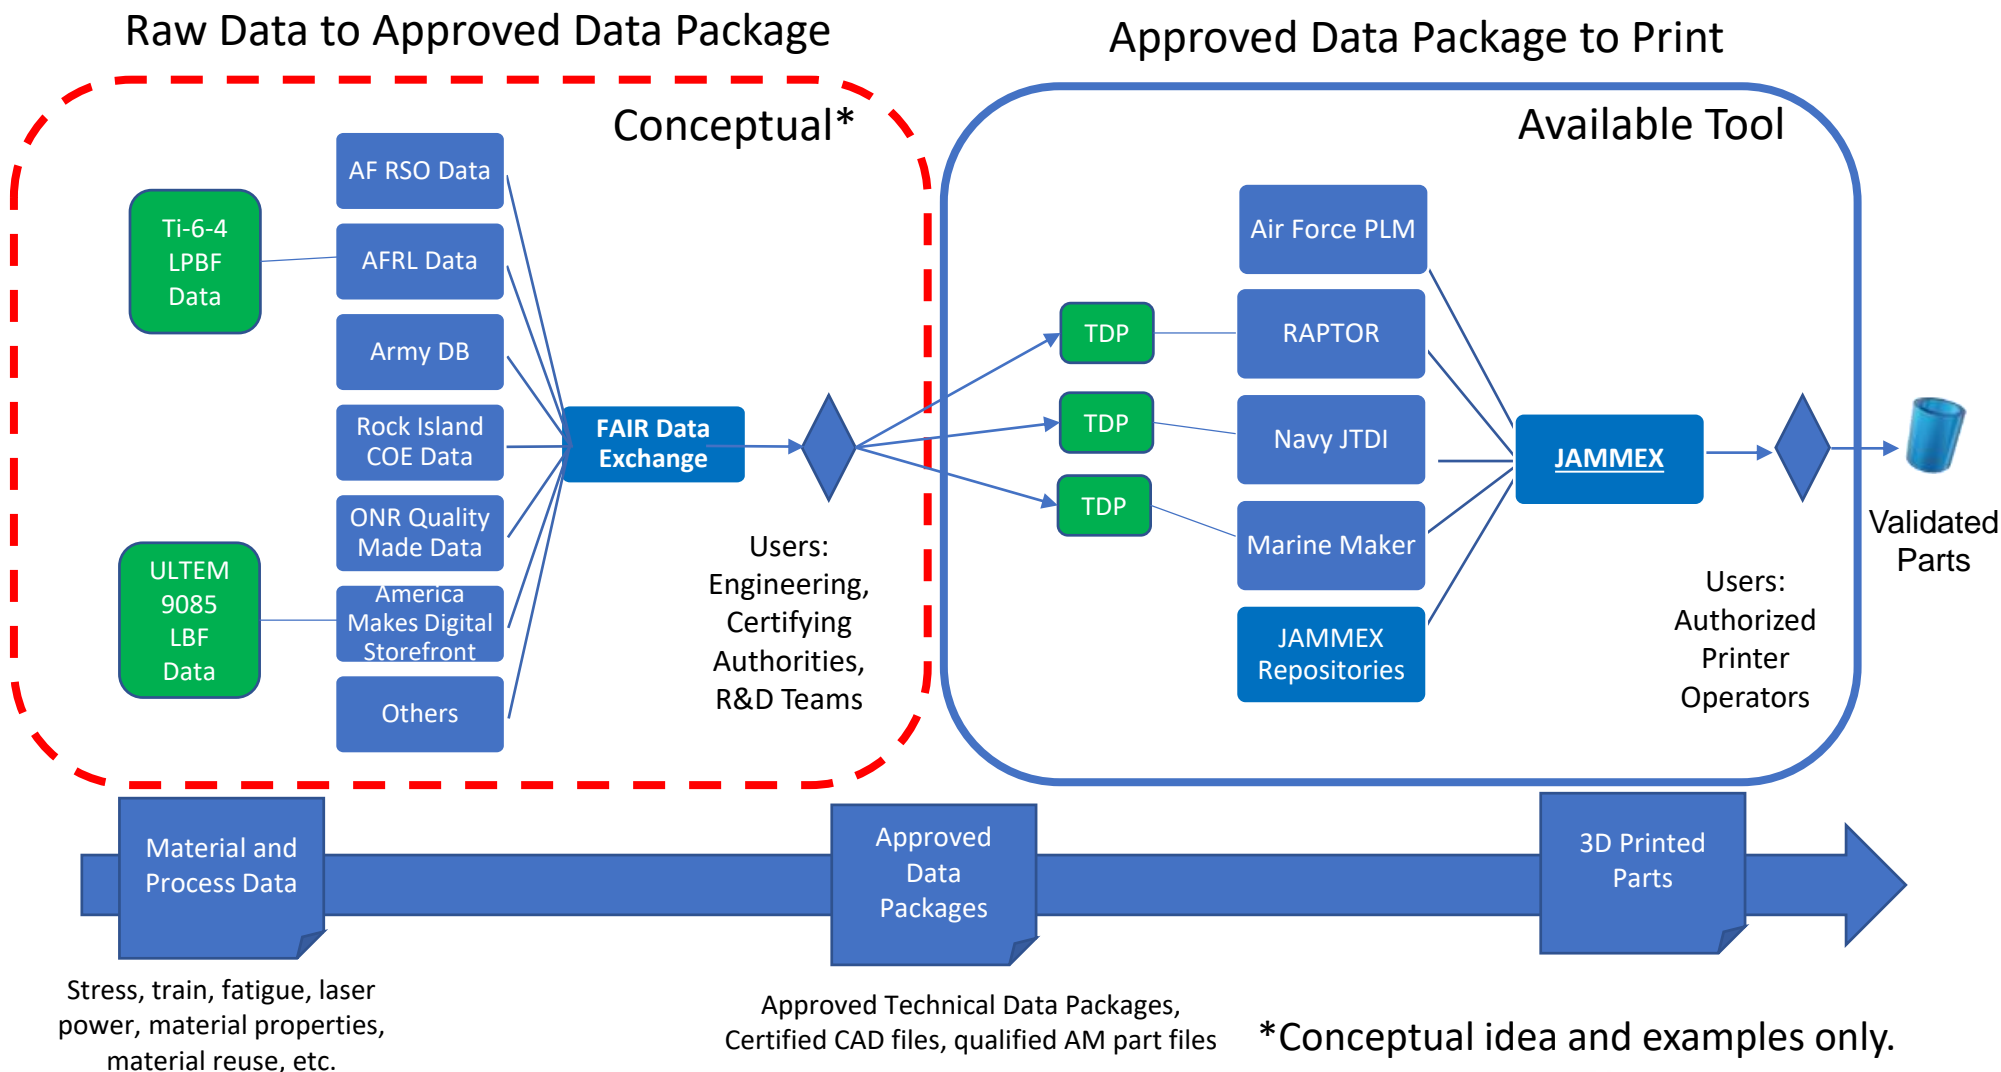 Raw Data to Approved Data Package
Approved Data Package to Print
Conceptual*
Available Tool
Ti-6-4
LPBF
Data
ULTEM
9085
LBF
Data
AF RSO Data
AFRL Data
Army DB
Rock Island
COE Data
ONR Quality
Made Data
America
Makes Digital
Storefront
Others
FAIR Data
Exchange
Users:
Engineering,
Certifying
Authorities,
R&D Teams
TDP
TDP
TDP
Air Force PLM
RAPTOR
Navy JTDI
Marine Maker
JAMMEX
Repositories
JAMMEX
Users:
Authorized
Printer
Operators
Validated
Parts
Material and
Process Data
Approved
Data
Packages
3D Printed
Parts
Stress, train, fatigue, laser
power, material properties,
material reuse, etc.
Approved Technical Data Packages,
Certified CAD files, qualified AM part files
*Conceptual idea and examples only.